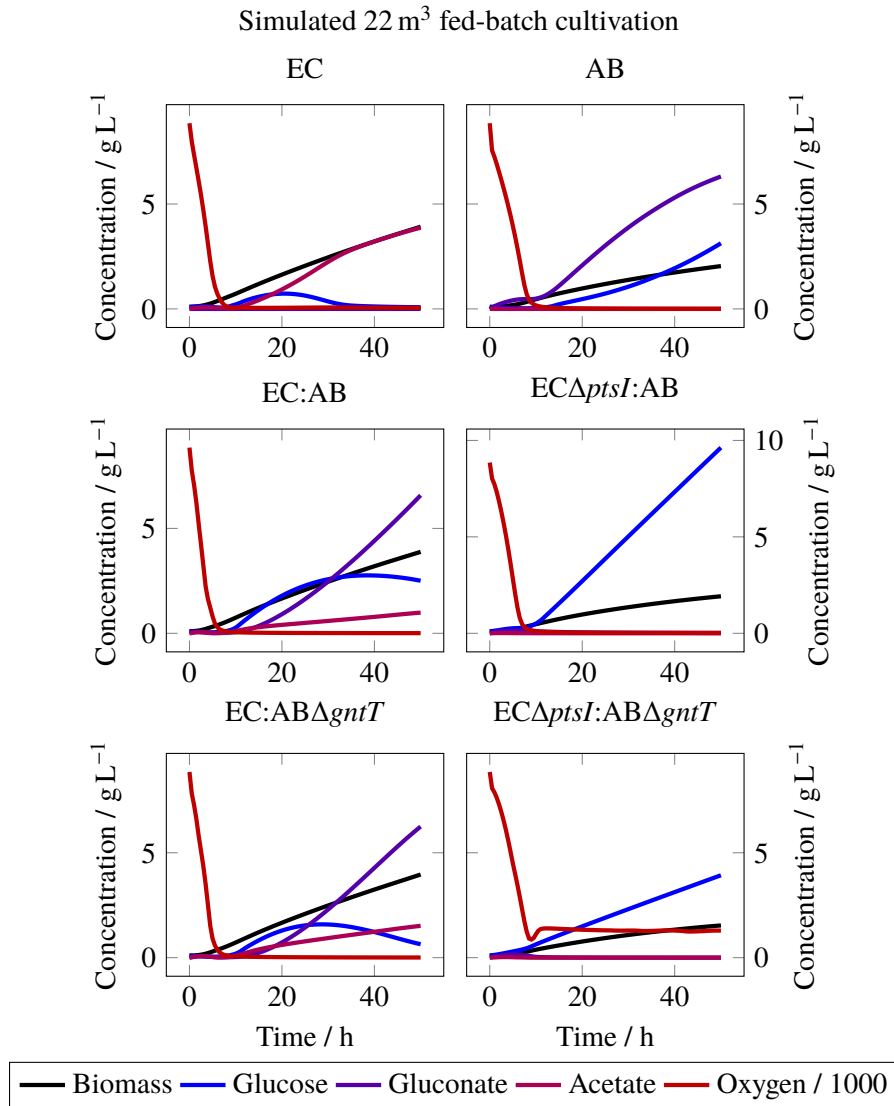 Simulated 22 m³ fed-batch cultivation
EC
AB
Concentration / g L⁻¹
5
0
0
20
40
0
20
40
5
0
Concentration / g L⁻¹
EC:AB
ECΔptsI:AB
Concentration / g L⁻¹
5
0
0
20
40
0
20
40
10
5
0
Concentration / g L⁻¹
EC:ABΔgntT
ECΔptsI:ABΔgntT
Concentration / g L⁻¹
5
0
0
20
40
0
20
40
5
0
Concentration / g L⁻¹
Time / h
Time / h
Biomass Glucose Gluconate Acetate Oxygen / 1000